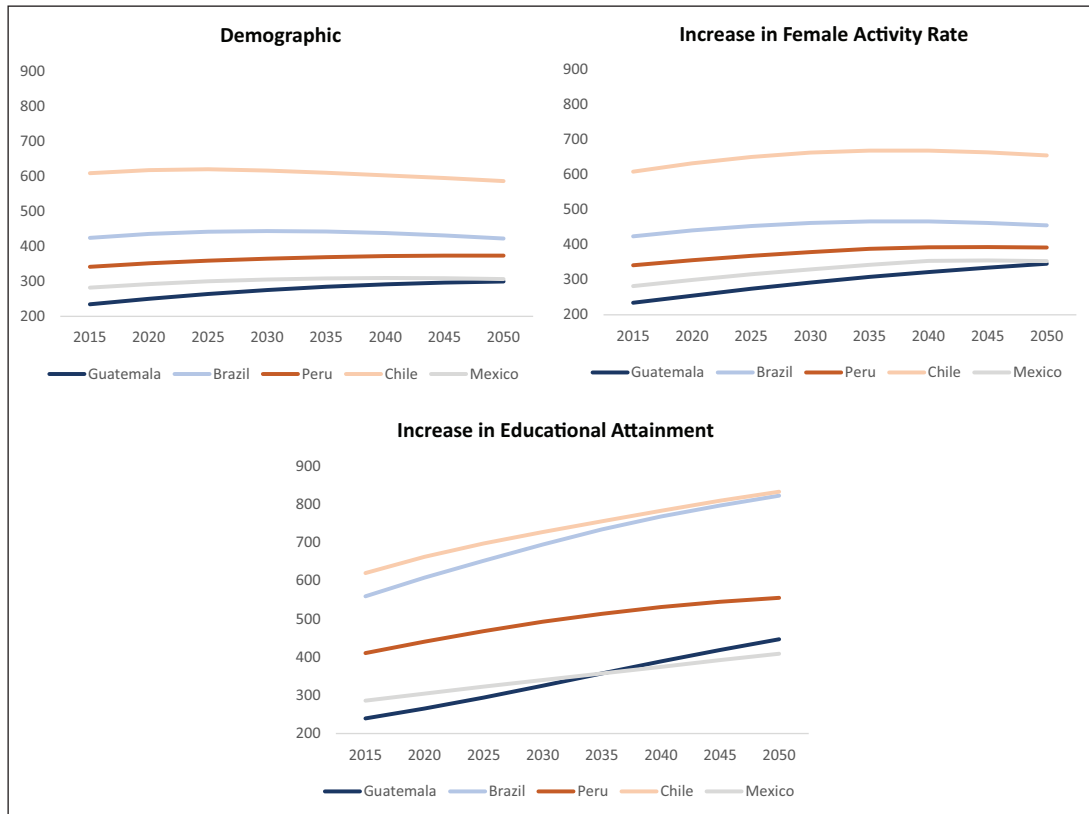 Demographic
900
800
700
600
500
400
300
200
2015 2020 2025 2030 2035 2040 2045 2050
Guatemala Brazil Peru Chile Mexico
Increase in Female Activity Rate
900
800
700
600
500
400
300
200
2015 2020 2025 2030 2035 2040 2045 2050
Guatemala Brazil Peru Chile Mexico
Increase in Educational Attainment
900
800
700
600
500
400
300
200
2015 2020 2025 2030 2035 2040 2045 2050
Guatemala Brazil Peru Chile Mexico